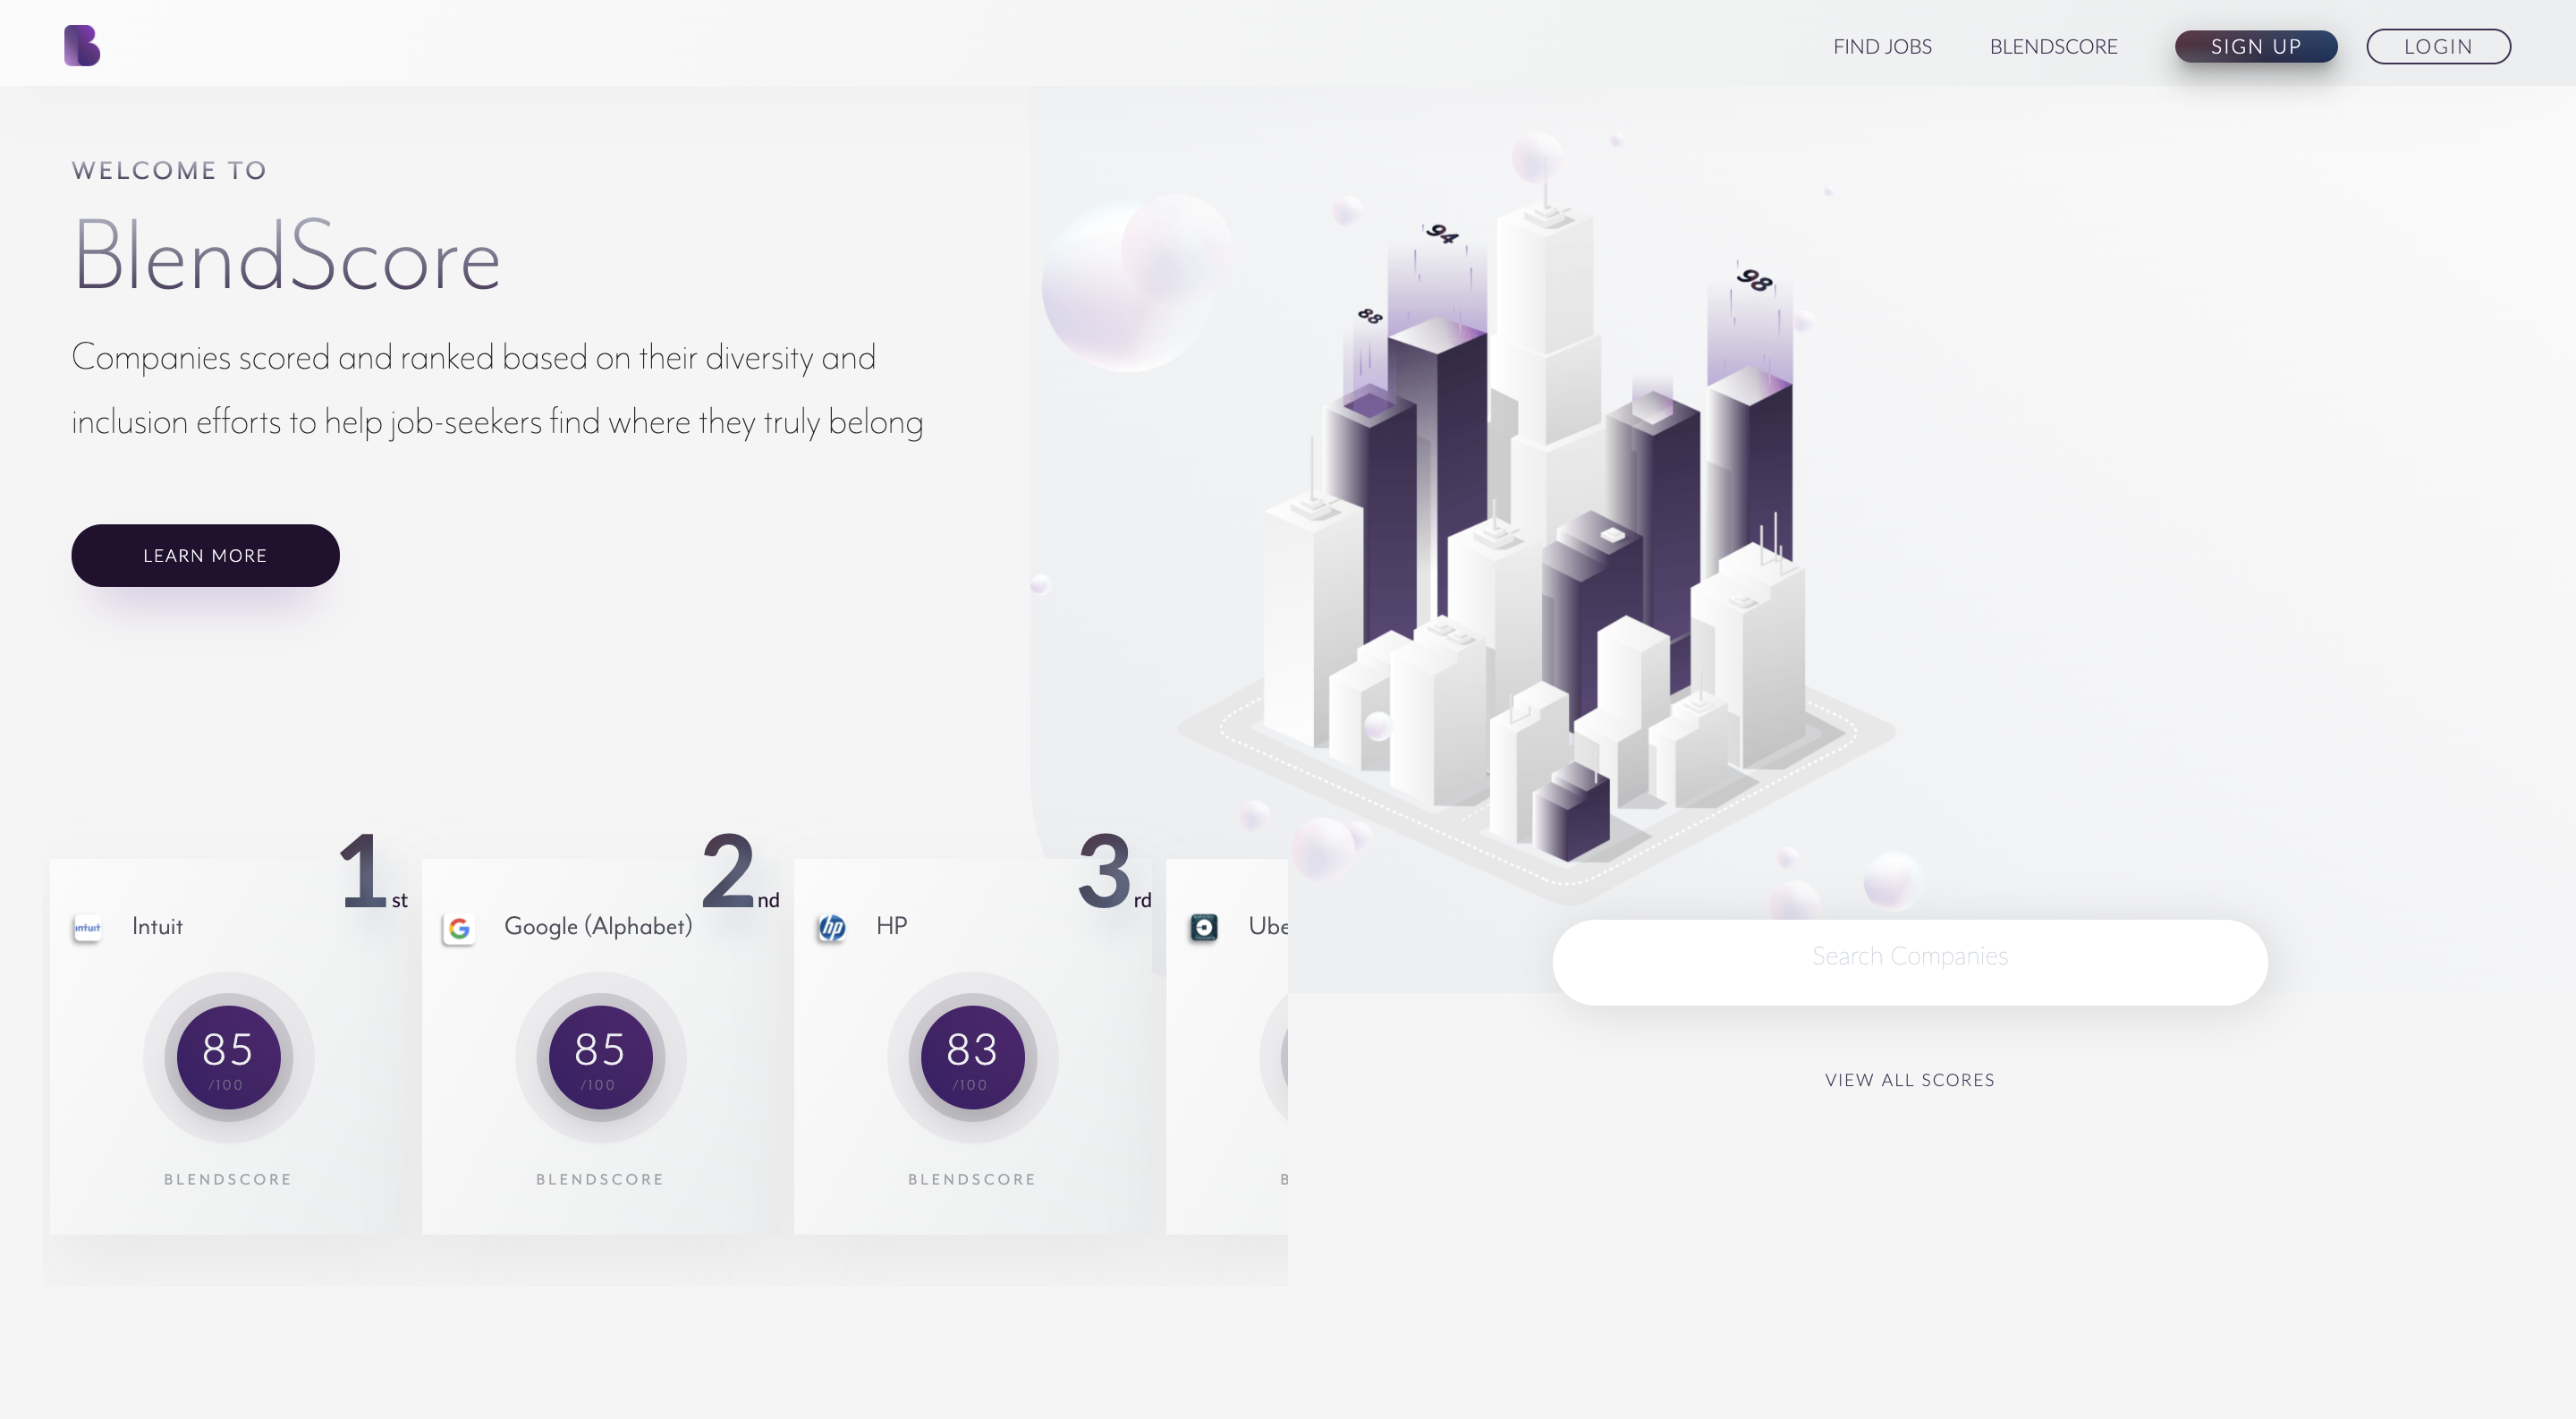 FIND JOBS
BLENDSCORE
SIGN UP
LOGIN
WELCOME TO
BlendScore
Companies scored and ranked based on their diversity and
inclusion efforts to help job-seekers find where they truly belong
LEARN MORE
94
98
88
1st
intuit
Intuit
85
/100
BLENDSCORE
2nd
G
Google (Alphabet)
85
/100
BLENDSCORE
3rd
hp
HP
83
/100
BLENDSCORE
Ube
B
Search Companies
VIEW ALL SCORES